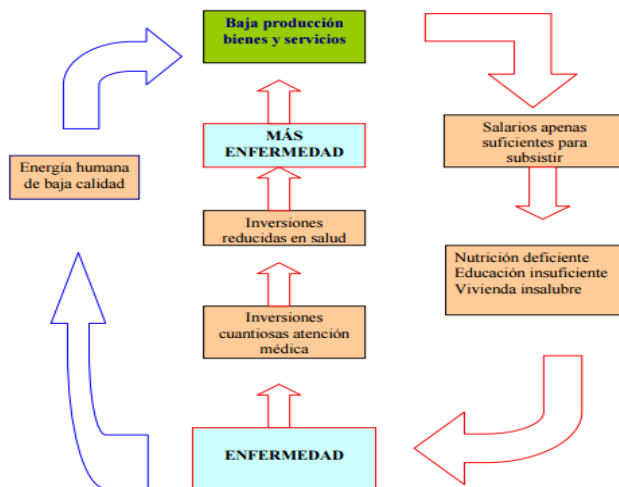 Baja producción
bienes y servicios
Salarios apenas
suficientes para
subsistir
MÁS
ENFERMEDAD
Energía humana
de baja calidad
Inversiones
reducidas en salud
Nutrición deficiente
Educación insuficiente
Vivienda insalubre
Inversiones
cuantiosas atención
médica
ENFERMEDAD